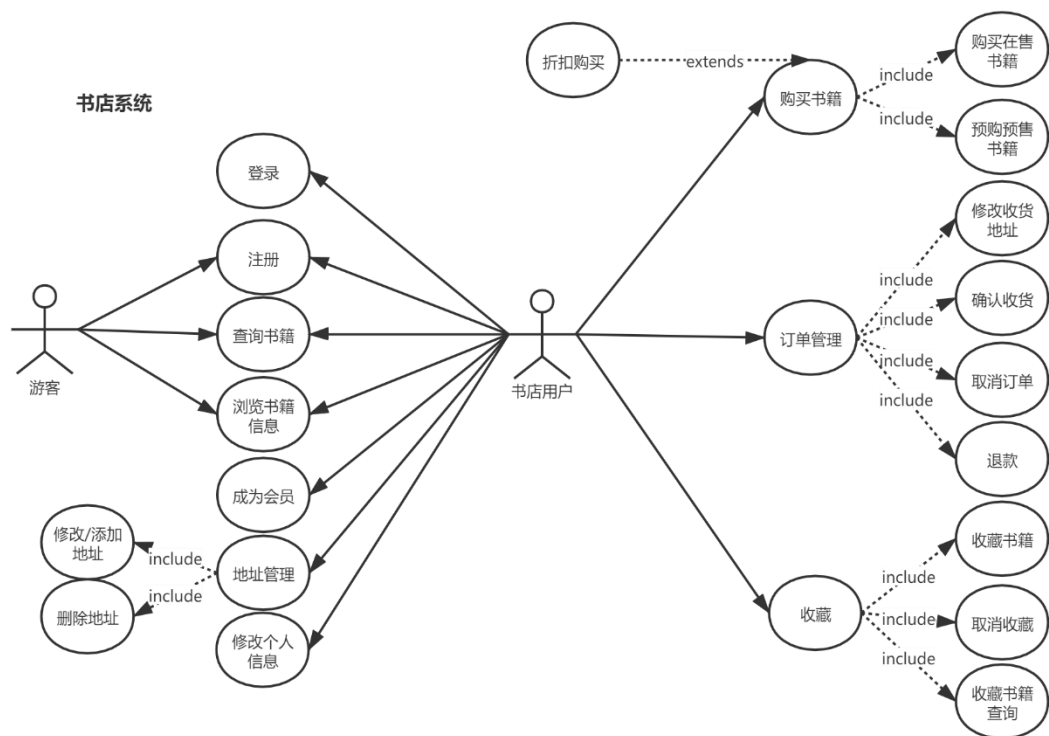 书店系统
折扣购买
extends
购买书籍
include
购买在售
书籍
include
预购预售
书籍
登录
注册
查询书籍
浏览书籍
信息
成为会员
地址管理
修改个人
信息
游客
书店用户
include
修改/添加
地址
include
删除地址
订单管理
include
修改收货
地址
include
确认收货
include
取消订单
include
退款
收藏
include
收藏书籍
include
取消收藏
include
收藏书籍
查询